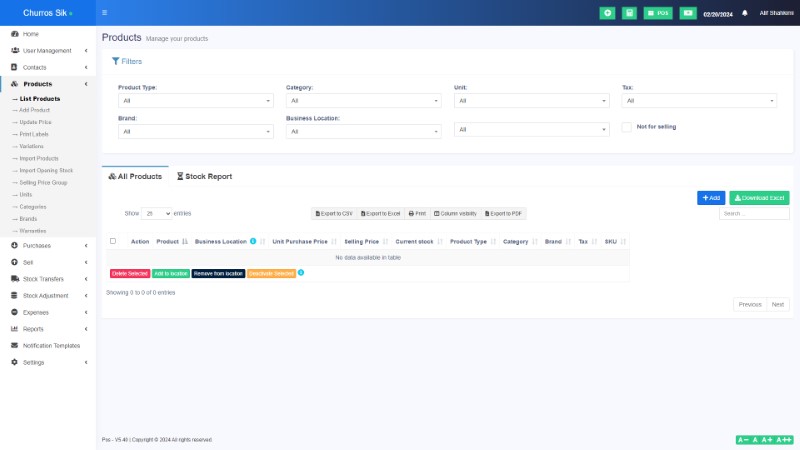 Churros Sik
POS
02/20/2024
Home
User Management
Contacts
Products
List Products
Add Product
Update Price
Print Labels
Variations
Import Products
Import Opening Stock
Selling Price Group
Units
Categories
Brands
Warranties
Purchases
Sell
Stock Transfers
Stock Adjustment
Expenses
Reports
Notification Templates
Settings
Products Manage your products
Filters
Product Type: Category: Unit: Tax:
All All All All
Brand: Business Location:
All All All Not for selling
All Products Stock Report
+ Add Download Excel
Show 25 entries Export to CSV Export to Excel Print Column visibility Export to PDF Search ...
Action Product Business Location Unit Purchase Price Selling Price Current stock Product Type Category Brand Tax SKU
No data available in table
Delete Selected Add to location Remove from location Deactivate Selected
Showing 0 to 0 of 0 entries
Previous Next
Pos - V5.40 | Copyright © 2024 All rights reserved.
A- A A+ A++